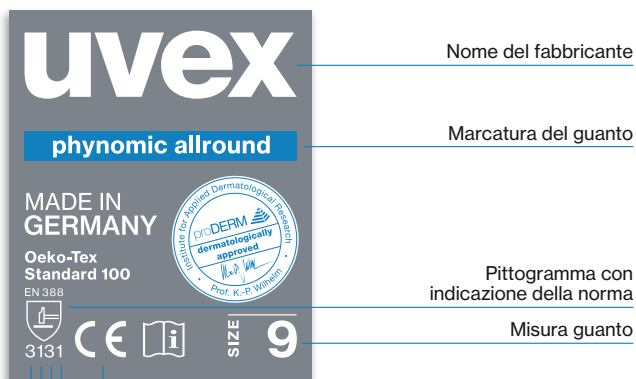 uvex
Nome del fabbricante
phynomic allround
Marcatura del guanto
MADE IN
GERMANY
Oeko-Tex
Standard 100
Institute for Applied Dermatological Research
proDERM
dermatologically
approved
Prof. K.-P. Wilhelm
EN 388
3131
CE
i
SIZE
9
Pittogramma con
indicazione della norma
Misura guanto